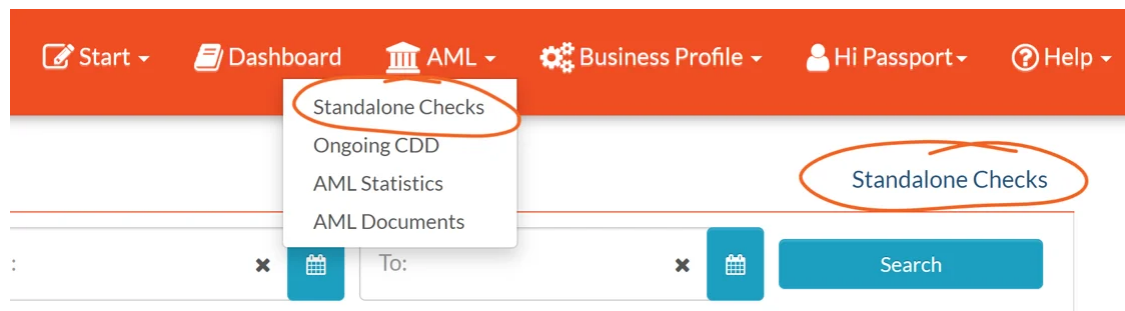 Start
Dashboard
AML
Business Profile
Hi Passport
Help
Standalone Checks
Ongoing CDD
AML Statistics
AML Documents
Standalone Checks
:
To:
Search